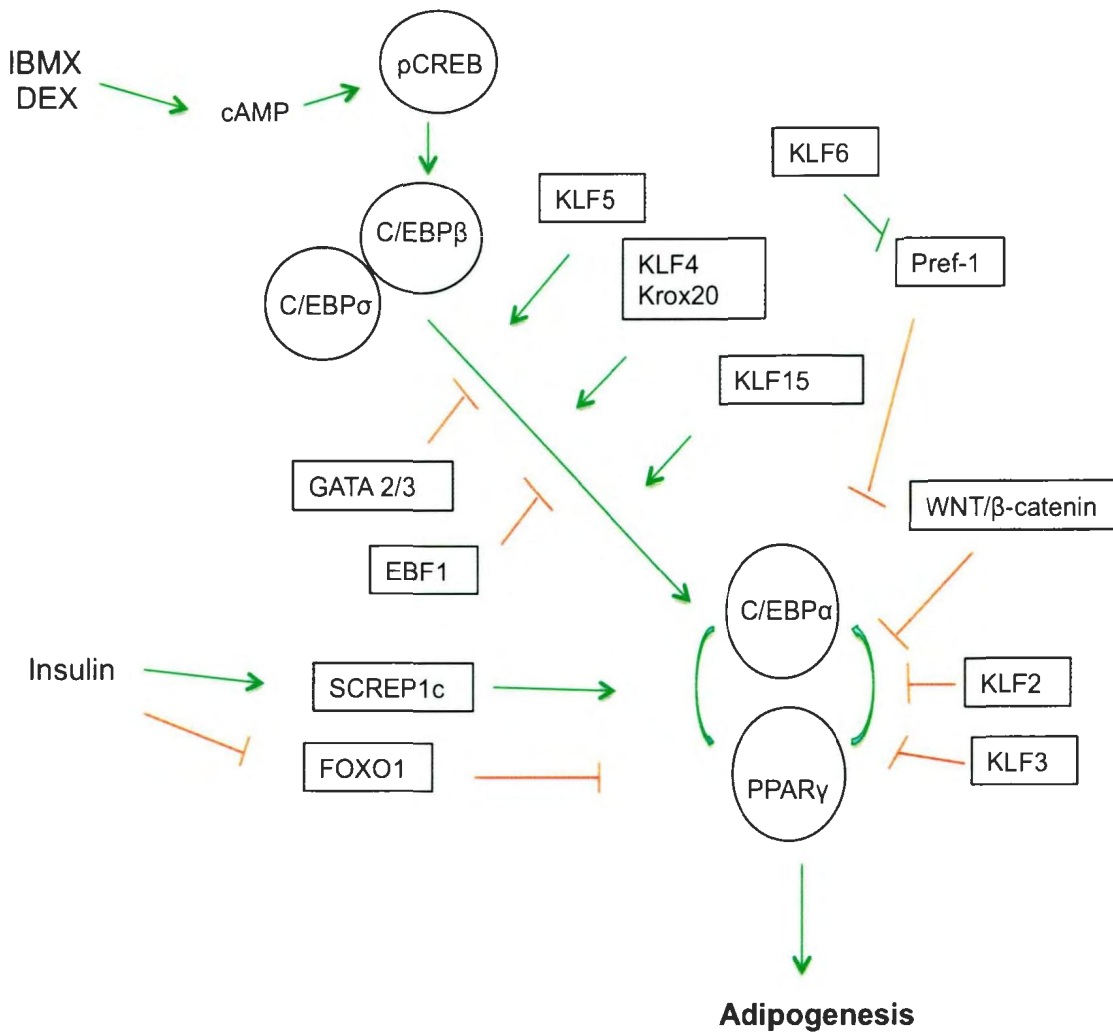 IBMX
DEX
cAMP
pCREB
C/EBPβ
C/EBPσ
KLF5
KLF4
Krox20
KLF15
KLF6
Pref-1
GATA 2/3
EBF1
WNT/β-catenin
C/EBPα
Insulin
SCREP1c
FOXO1
KLF2
KLF3
PPARγ
Adipogenesis